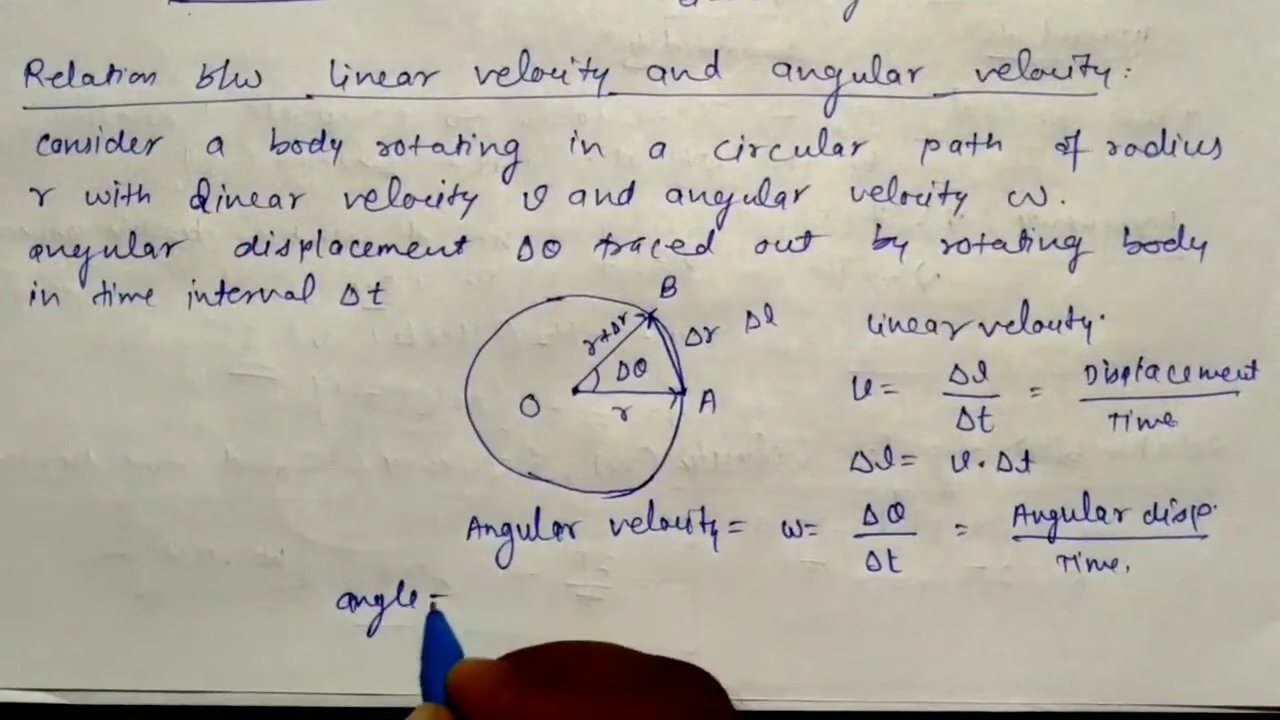 Relation b/w linear velocity and angular velocity:
consider a body rotating in a circular path of radius
r with linear velocity v and angular velocity ω.
angular displacement Δθ traced out by rotating body
in time interval Δt
B
r+Δr
Δr Δl
Δθ
O
r
A
linear velocity.
v = Δl/Δt = Displacement/Time
Δl = v.Δt
Angular velocity = ω = Δθ/Δt = Angular disp./Time.
angle =